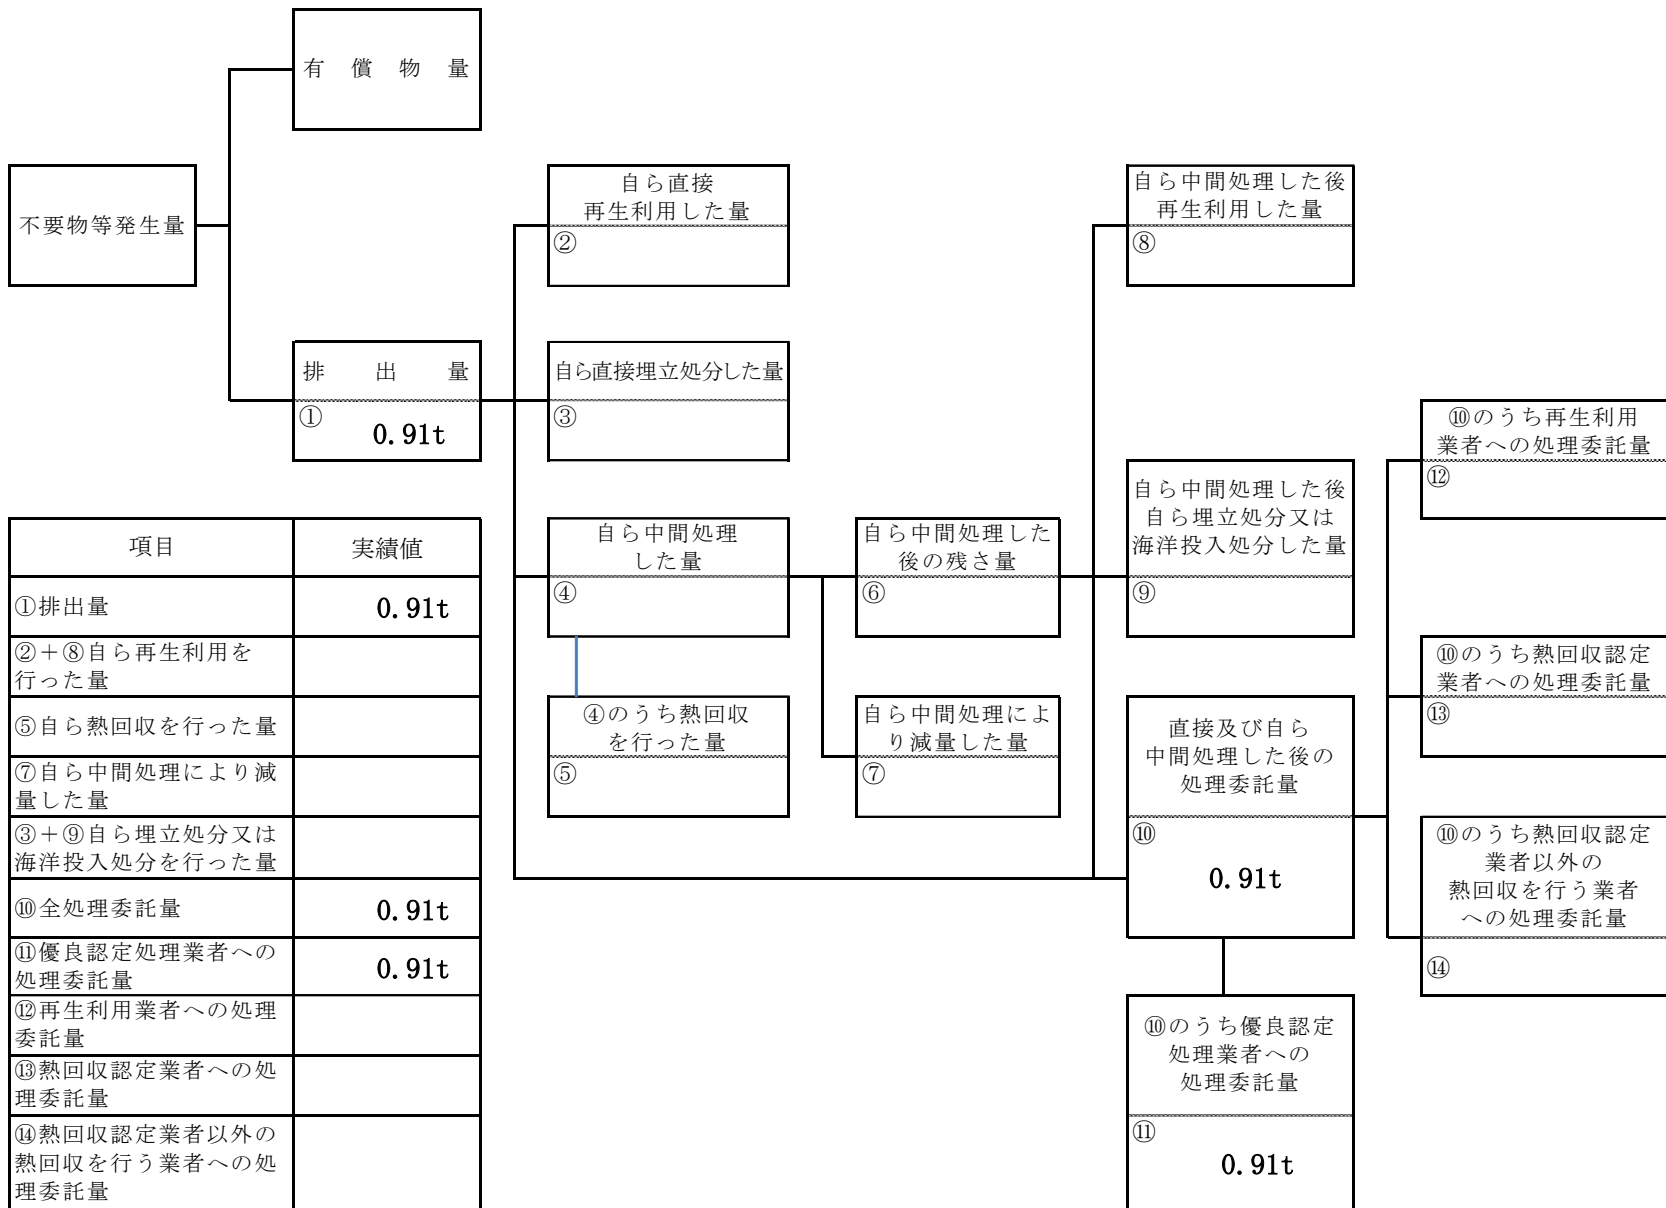 有償物量
不要物等発生量
排出量
①
0.91t
自ら直接
再生利用した量
②
自ら直接埋立処分した量
③
自ら中間処理
した量
④
④のうち熱回収
を行った量
⑤
自ら中間処理した
後の残さ量
⑥
自ら中間処理によ
り減量した量
⑦
自ら中間処理した後
再生利用した量
⑧
自ら中間処理した後
自ら埋立処分又は
海洋投入処分した量
⑨
直接及び自ら
中間処理した後の
処理委託量
⑩
0.91t
⑩のうち優良認定
処理業者への
処理委託量
⑪
0.91t
⑩のうち再生利用
業者への処理委託量
⑫
⑩のうち熱回収認定
業者への処理委託量
⑬
⑩のうち熱回収認定
業者以外の
熱回収を行う業者
への処理委託量
⑭
項目 実績値
①排出量 0.91t
②+⑧自ら再生利用を
行った量
⑤自ら熱回収を行った量
⑦自ら中間処理により減
量した量
③+⑨自ら埋立処分又は
海洋投入処分を行った量
⑩全処理委託量 0.91t
⑪優良認定処理業者への
処理委託量 0.91t
⑫再生利用業者への処理
委託量
⑬熱回収認定業者への処
理委託量
⑭熱回収認定業者以外の
熱回収を行う業者への処
理委託量